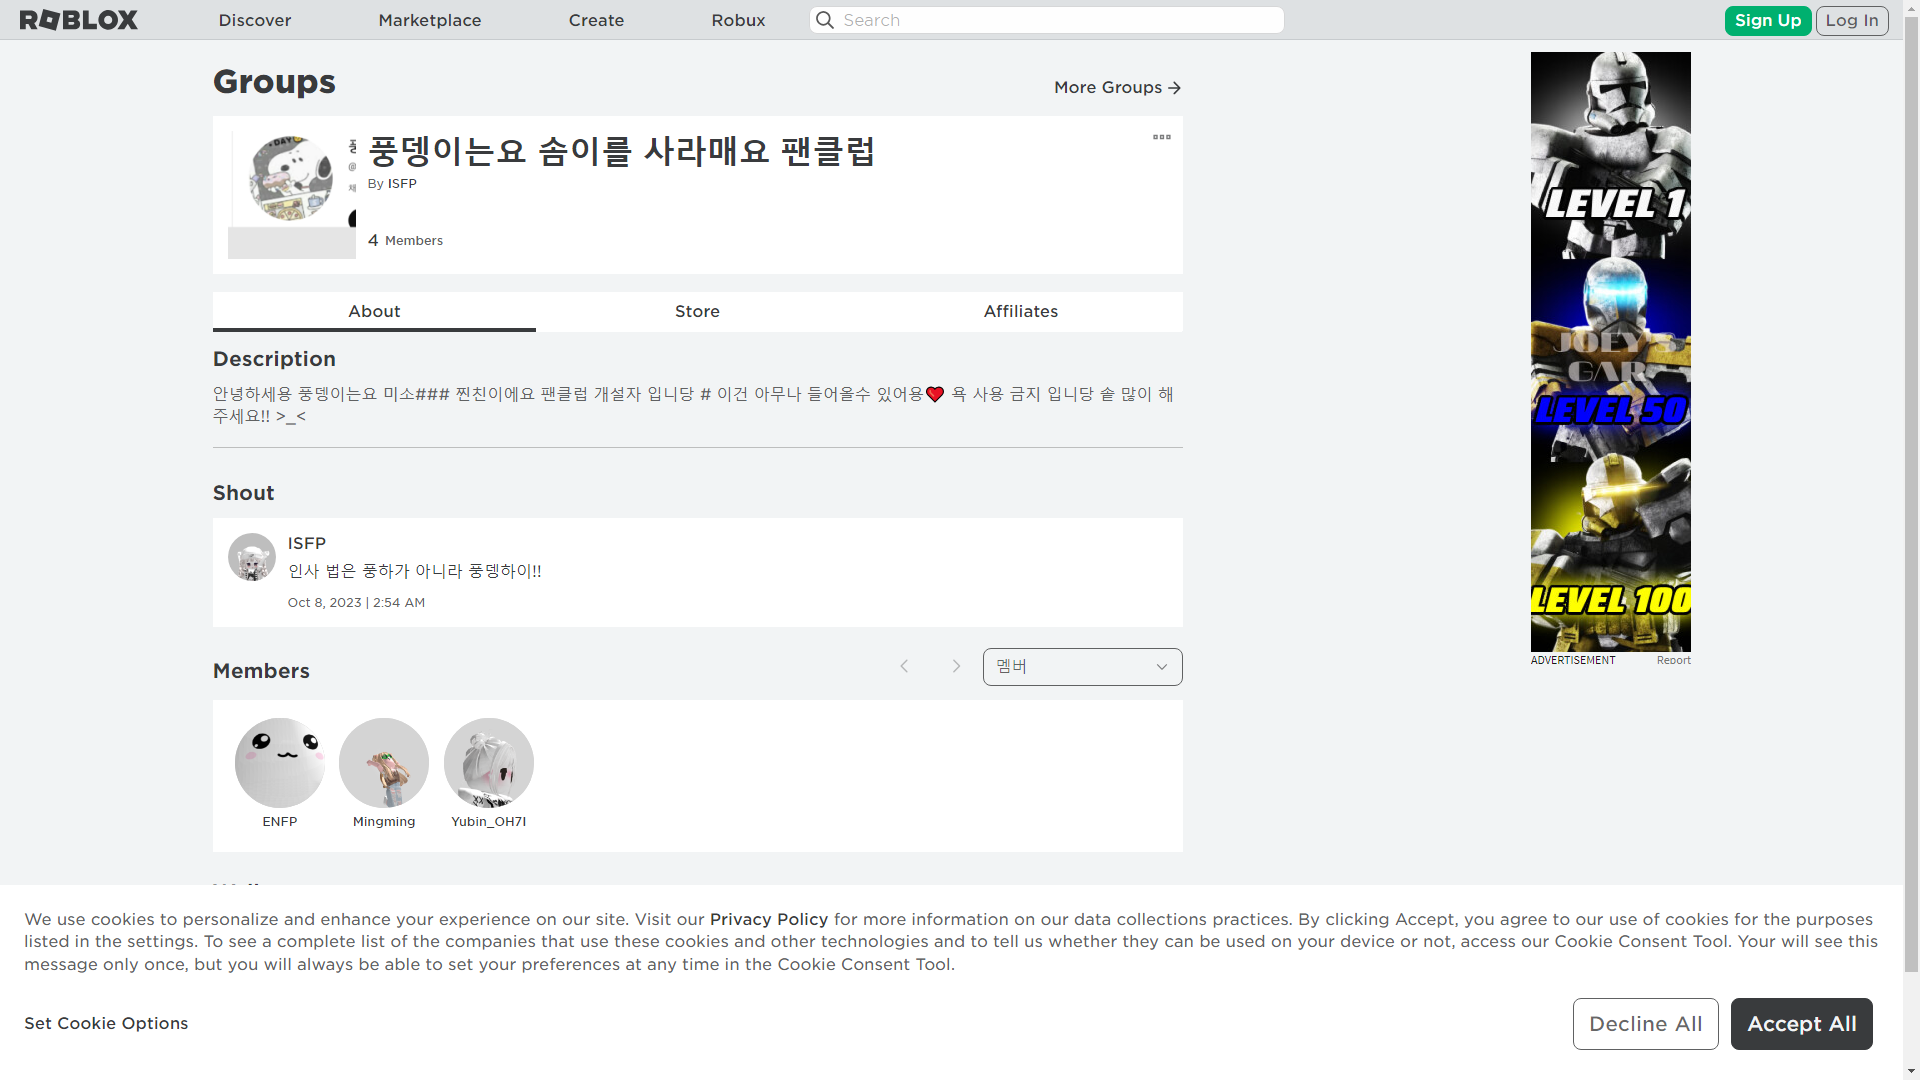 ROBLOX
Discover
Marketplace
Create
Robux
Search
Sign Up
Log In
Groups
More Groups
풍뎅이는요 솜이를 사라매요 팬클럽
By ISFP
4 Members
About
Store
Affiliates
Description
안녕하세용 풍뎅이는요 미소### 찐친이에요 팬클럽 개설자 입니당 # 이건 아무나 들어올수 있어용❤️ 욕 사용 금지 입니당 솥 많이 해
주세요!! >_<
Shout
ISFP
인사 법은 풍하가 아니라 풍뎅하이!!
Oct 8, 2023 | 2:54 AM
Members
멤버
ENFP
Mingming
Yubin_OH7I
LEVEL 1
JOEY'S
GAR
LEVEL 50
LEVEL 100
ADVERTISEMENT
Report
We use cookies to personalize and enhance your experience on our site. Visit our Privacy Policy for more information on our data collections practices. By clicking Accept, you agree to our use of cookies for the purposes
listed in the settings. To see a complete list of the companies that use these cookies and other technologies and to tell us whether they can be used on your device or not, access our Cookie Consent Tool. Your will see this
message only once, but you will always be able to set your preferences at any time in the Cookie Consent Tool.
Set Cookie Options
Decline All
Accept All